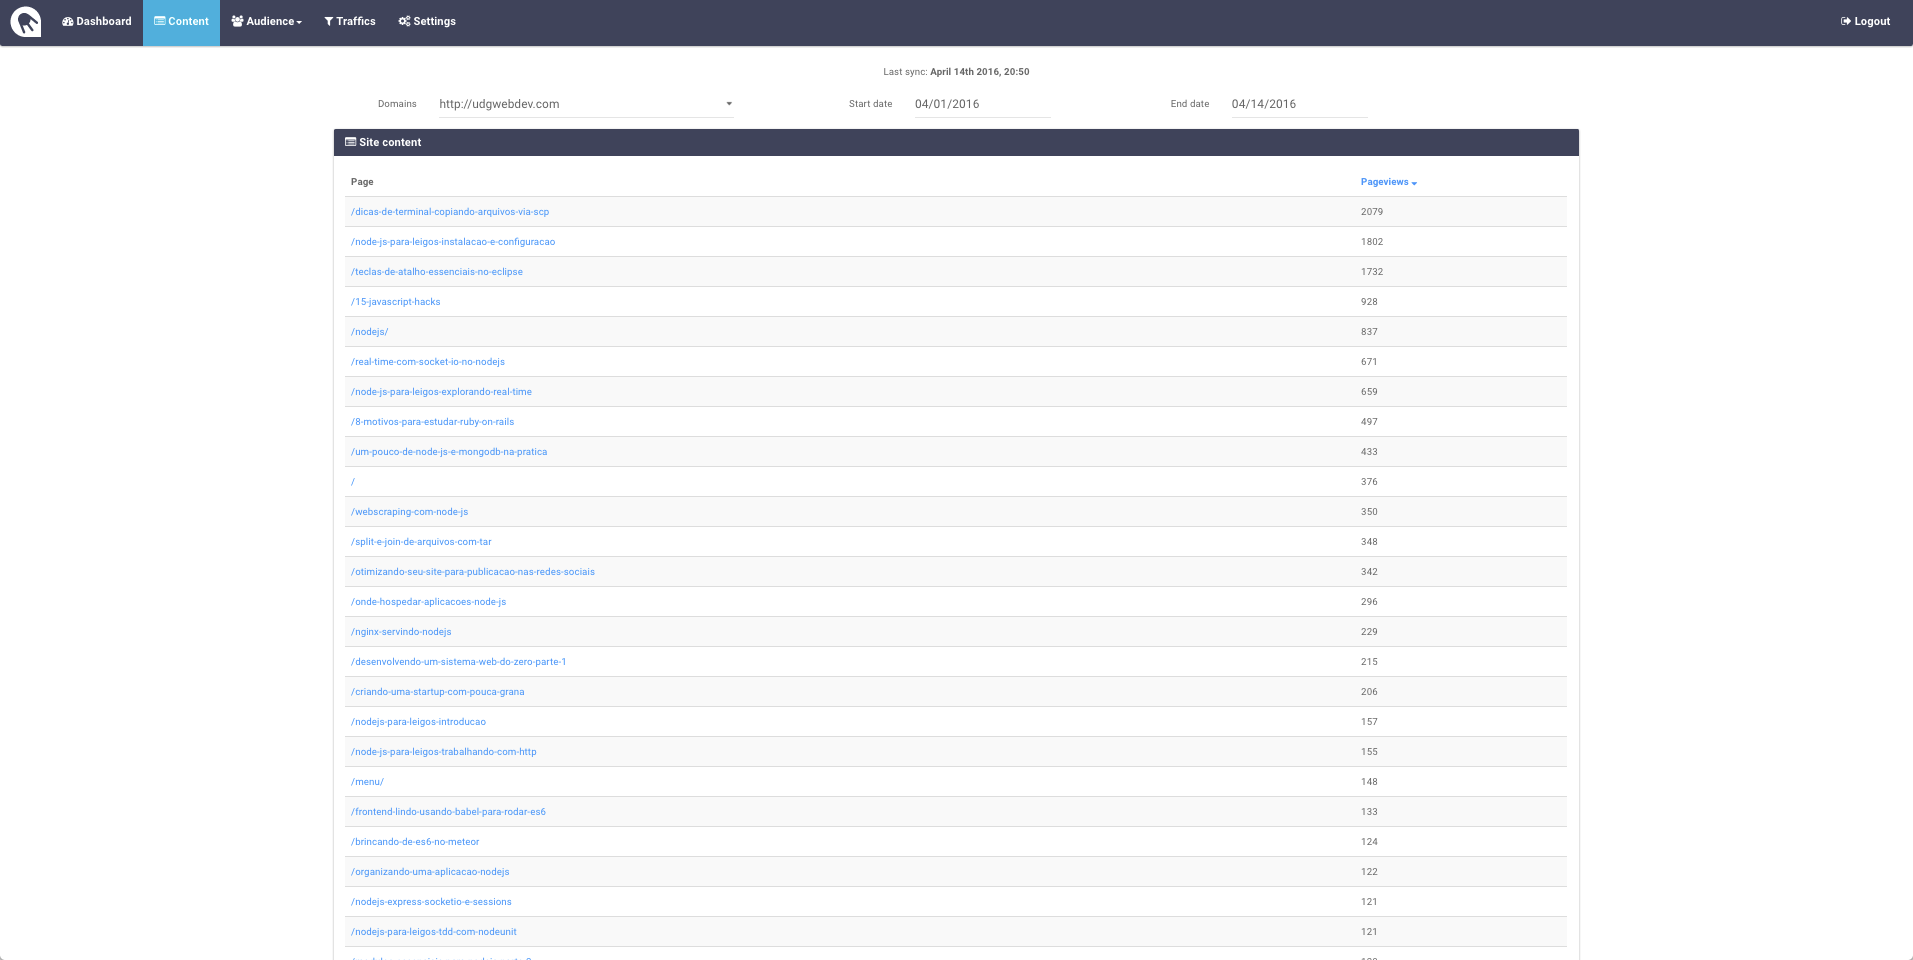 Dashboard Content Audience Traffics Settings Logout
Last sync: April 14th 2016, 20:50
Domains http://udgwebdev.com Start date 04/01/2016 End date 04/14/2016
Site content
Page Pageviews
/dicas-de-terminal-copiando-arquivos-via-scp 2079
/node-js-para-leigos-instalacao-e-configuracao 1802
/teclas-de-atalho-essenciais-no-eclipse 1732
/15-javascript-hacks 928
/nodejs/ 837
/real-time-com-socket-io-no-nodejs 671
/node-js-para-leigos-explorando-real-time 659
/8-motivos-para-estudar-ruby-on-rails 497
/um-pouco-de-node-js-e-mongodb-na-pratica 433
/ 376
/webscraping-com-node-js 350
/split-e-join-de-arquivos-com-tar 348
/otimizando-seu-site-para-publicacao-nas-redes-sociais 342
/onde-hospedar-aplicacoes-node-js 296
/nginx-servindo-nodejs 229
/desenvolvendo-um-sistema-web-do-zero-parte-1 215
/criando-uma-startup-com-pouca-grana 206
/nodejs-para-leigos-introducao 157
/node-js-para-leigos-trabalhando-com-http 155
/menu/ 148
/frontend-lindo-usando-babel-para-rodar-es6 133
/brincando-de-es6-no-meteor 124
/organizando-uma-aplicacao-nodejs 122
/nodejs-express-socketio-e-sessions 121
/nodejs-para-leigos-tdd-com-nodeunit 121